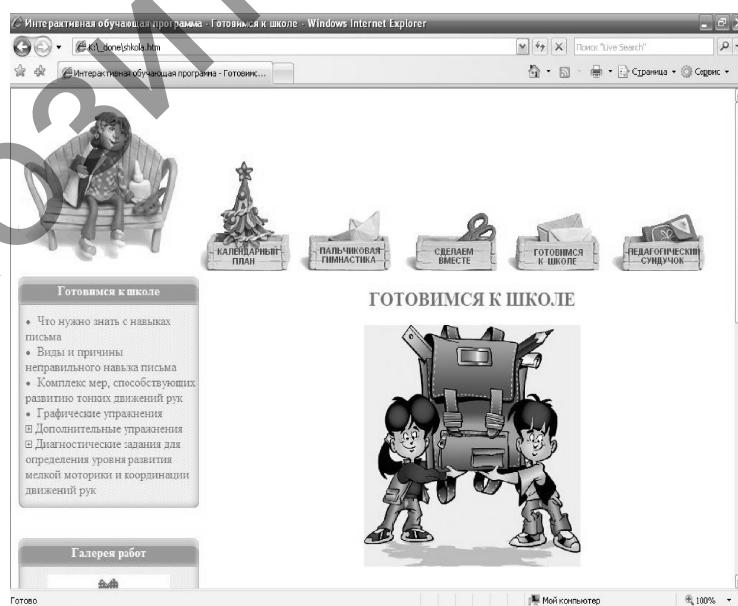 Интерактивная обучающая программа - Готовимся к школе - Windows Internet Explorer
K:\_done\shkola.htm
Поиск "Live Search"
Интерактивная обучающая программа - Готовимс...
Страница
Сервис
КАЛЕНДАРНЫЙ
ПЛАН
ПАЛЬЧИКОВАЯ
ГИМНАСТИКА
СДЕЛАЕМ
ВМЕСТЕ
ГОТОВИМСЯ
К ШКОЛЕ
ПЕДАГОГИЧЕСКИЙ
СУНДУЧОК
Готовимся к школе
ГОТОВИМСЯ К ШКОЛЕ
• Что нужно знать с навыках
письма
• Виды и причины
неправильного навыка письма
• Комплекс мер, способствующих
развитию тонких движений рук
• Графические упражнения
⊞ Дополнительные упражнения
⊞ Диагностические задания для
определения уровня развития
мелкой моторики и координации
движений рук
Галерея работ
Готово
Мой компьютер
100%